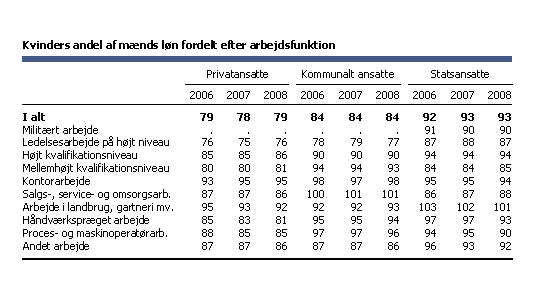 Kvinders andel af mænds løn fordelt efter arbejdsfunktion
Privatansatte Kommunalt ansatte Statsansatte
2006 2007 2008 2006 2007 2008 2006 2007 2008
I alt 79 78 79 84 84 84 92 93 93
Militært arbejde . . . . . . 91 90 90
Ledelsesarbejde på højt niveau 76 75 76 78 79 77 87 88 87
Højt kvalifikationsniveau 85 85 86 90 90 90 94 94 94
Mellemhøjt kvalifikationsniveau 80 80 81 94 94 93 84 84 85
Kontorarbejde 93 95 95 98 97 98 95 95 94
Salgs-, service- og omsorgsarb. 87 87 86 100 101 101 86 87 88
Arbejde i landbrug, gartneri mv. 95 93 92 92 92 93 103 102 101
Håndværkspræget arbejde 85 83 81 95 95 94 97 97 93
Proces- og maskinoperatørarb. 88 85 85 97 97 96 94 95 90
Andet arbejde 87 87 86 87 87 86 96 93 92